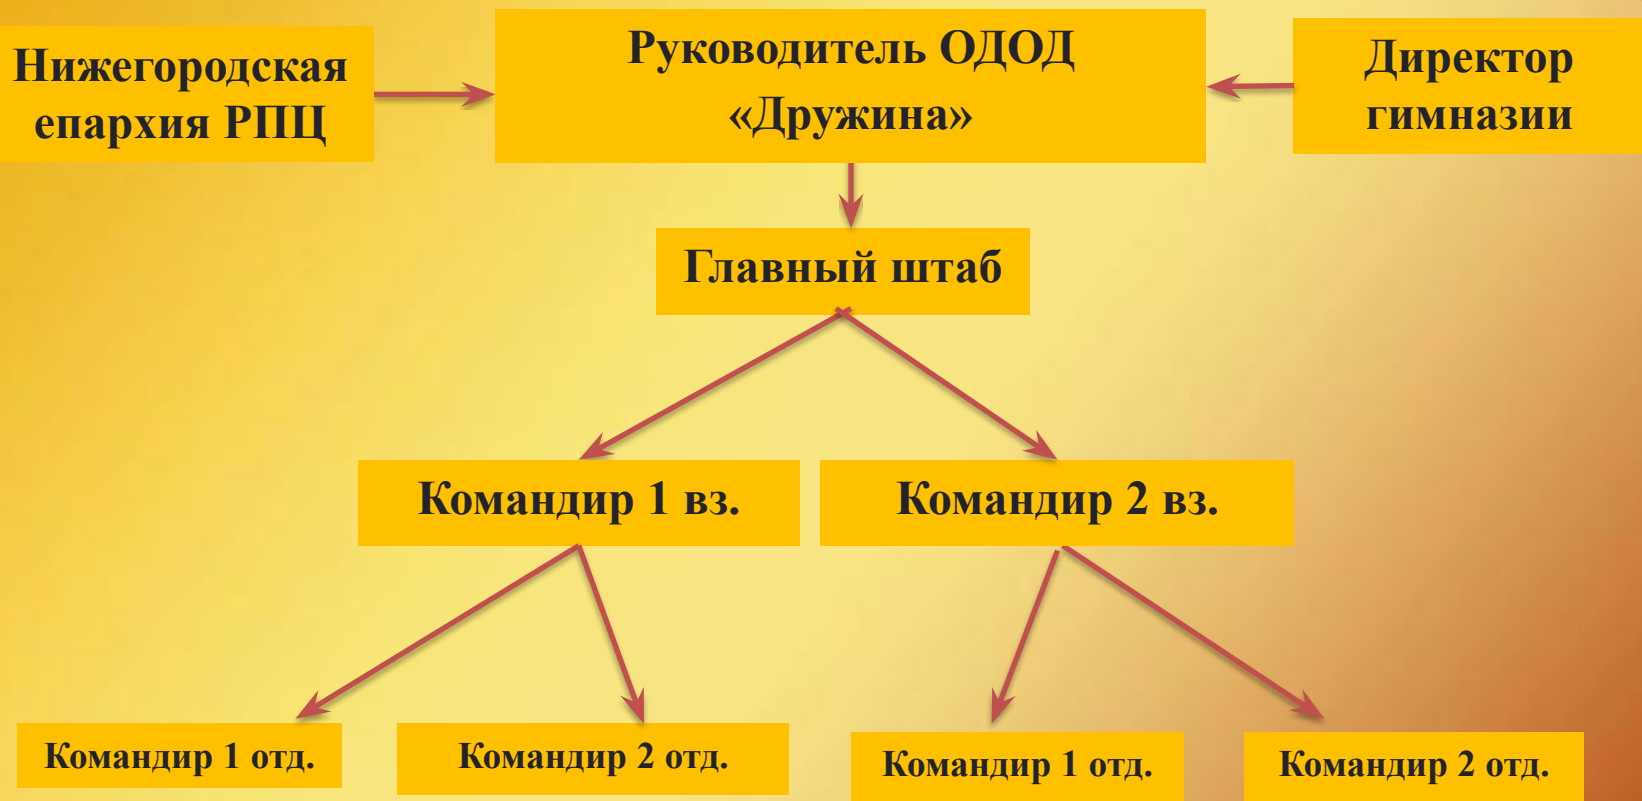 Нижегородская
епархия РПЦ
Руководитель ОДОД
«Дружина»
Директор
гимназии
Главный штаб
Командир 1 вз.
Командир 2 вз.
Командир 1 отд.
Командир 2 отд.
Командир 1 отд.
Командир 2 отд.